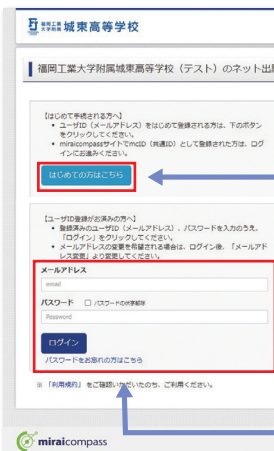 福岡工業大学附属 城東高等学校
福岡工業大学附属城東高等学校（テスト）のネット出
【はじめて手続される方へ】
• ユーザID（メールアドレス）をはじめて登録される方は、下のボタン
をクリックしてください。
• miraicompassサイトでmcID（共通ID）として登録された方は、ログ
インにお進みください。
はじめての方はこちら
【ユーザID登録がお済みの方へ】
• 登録済みのユーザID（メールアドレス）、パスワードを入力のうえ、
「ログイン」をクリックしてください。
• メールアドレスの変更を希望される場合は、ログイン後、「メールアド
レス変更」より変更してください。
メールアドレス
email
パスワード □ パスワードの伏字解除
Password
ログイン
パスワードをお忘れの方はこちら
※ 「利用規約」 をご確認いただいたのち、ご利用ください。
miraicompass